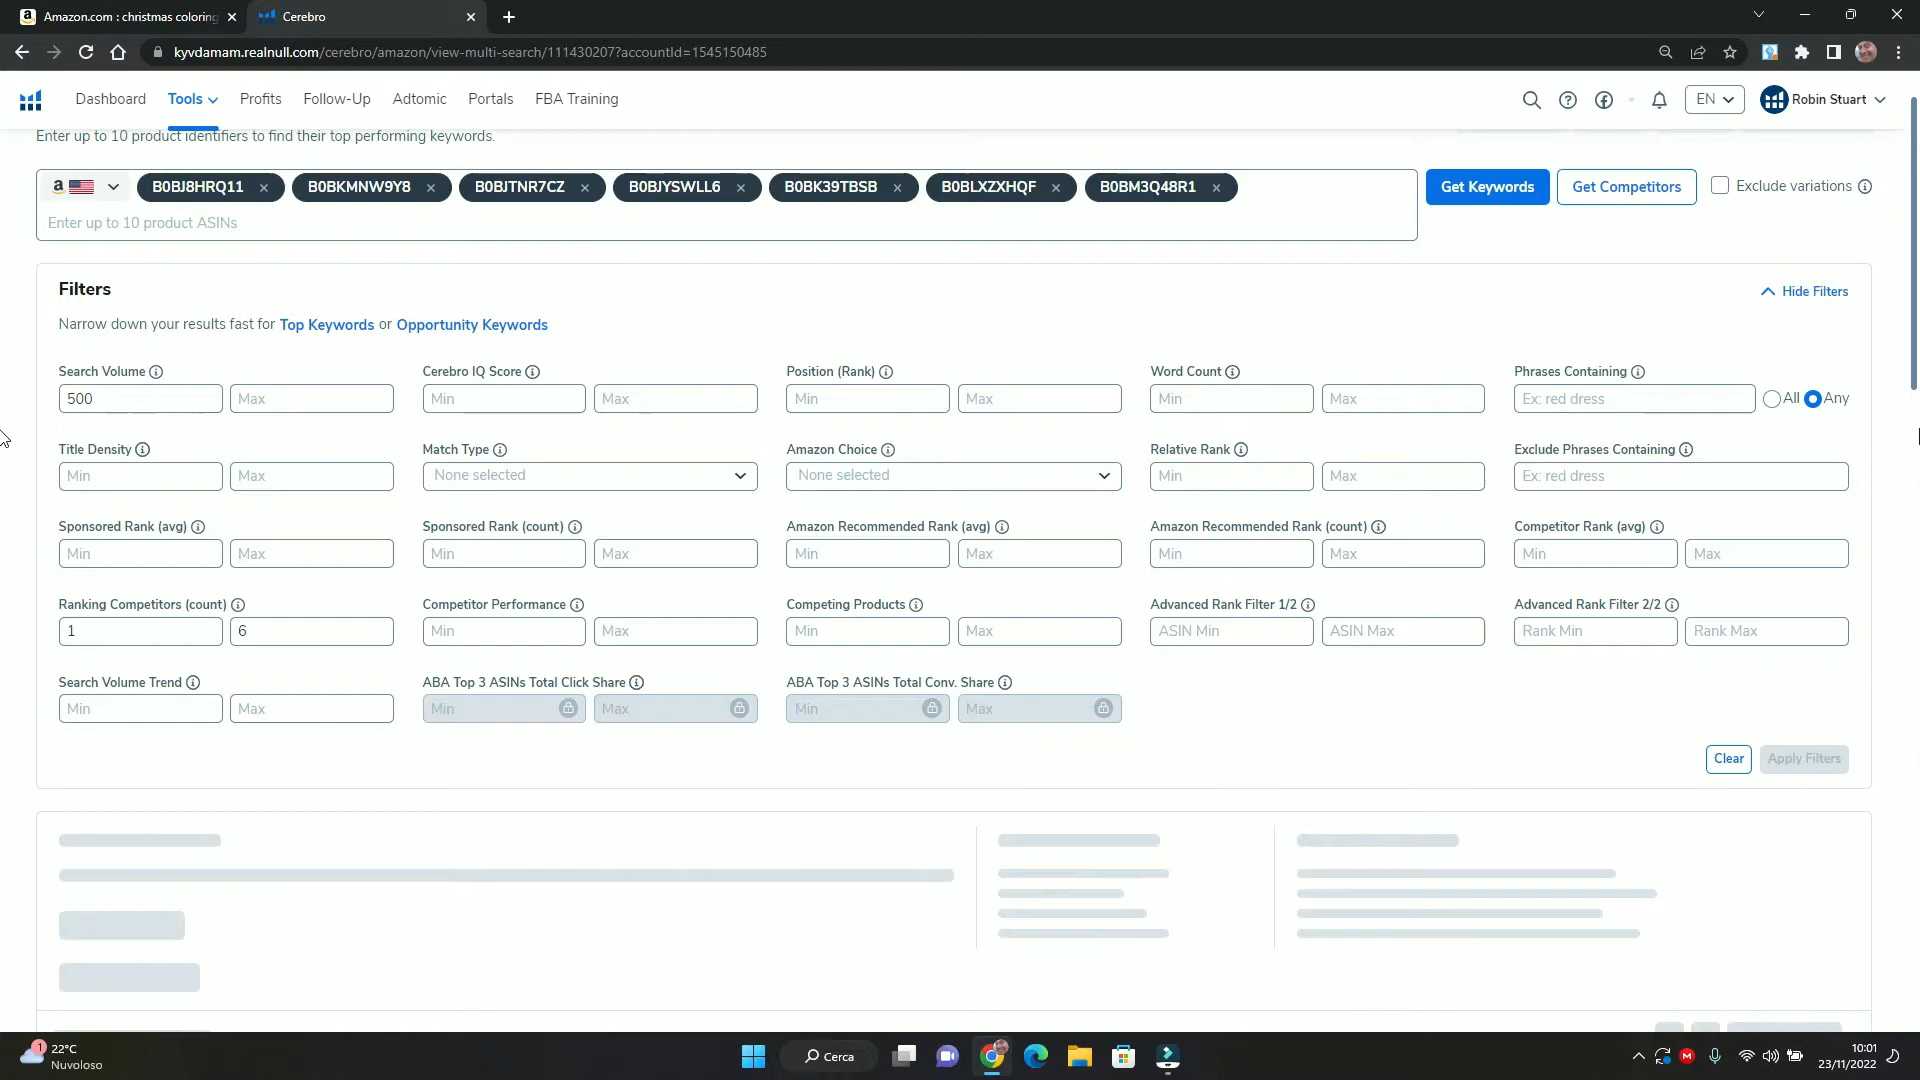 Amazon.com : christmas coloring
Cerebro
kyvdamam.realnull.com/cerebro/amazon/view-multi-search/111430207?accountId=1545150485
Dashboard
Tools
Profits
Follow-Up
Adtomic
Portals
FBA Training
EN
Robin Stuart
Enter up to 10 product identifiers to find their top performing keywords.
a
B0BJ8HRQ11
B0BKMNW9Y8
B0BJTNR7CZ
B0BJYSWLL6
B0BK39TBSB
B0BLXZXHQF
B0BM3Q48R1
Get Keywords
Get Competitors
Exclude variations
Enter up to 10 product ASINs
Filters
Hide Filters
Narrow down your results fast for Top Keywords or Opportunity Keywords
Search Volume
Cerebro IQ Score
Position (Rank)
Word Count
Phrases Containing
500
Max
Min
Max
Min
Max
Min
Max
Ex: red dress
All
Any
Title Density
Match Type
Amazon Choice
Relative Rank
Exclude Phrases Containing
Min
Max
None selected
None selected
Min
Max
Ex: red dress
Sponsored Rank (avg)
Sponsored Rank (count)
Amazon Recommended Rank (avg)
Amazon Recommended Rank (count)
Competitor Rank (avg)
Min
Max
Min
Max
Min
Max
Min
Max
Min
Max
Ranking Competitors (count)
Competitor Performance
Competing Products
Advanced Rank Filter 1/2
Advanced Rank Filter 2/2
1
6
Min
Max
Min
Max
ASIN Min
ASIN Max
Rank Min
Rank Max
Search Volume Trend
ABA Top 3 ASINs Total Click Share
ABA Top 3 ASINs Total Conv. Share
Min
Max
Min
Max
Min
Max
Clear
Apply Filters
1
22°C
Nuvoloso
Cerca
10:01
23/11/2022